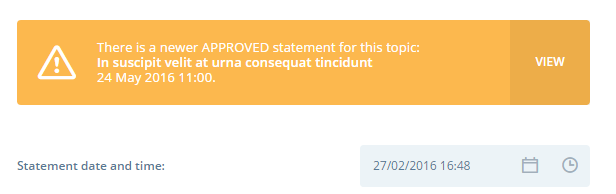 There is a newer APPROVED statement for this topic:
In suscipit velit at urna consequat tincidunt
24 May 2016 11:00.
VIEW
Statement date and time:
27/02/2016 16:48